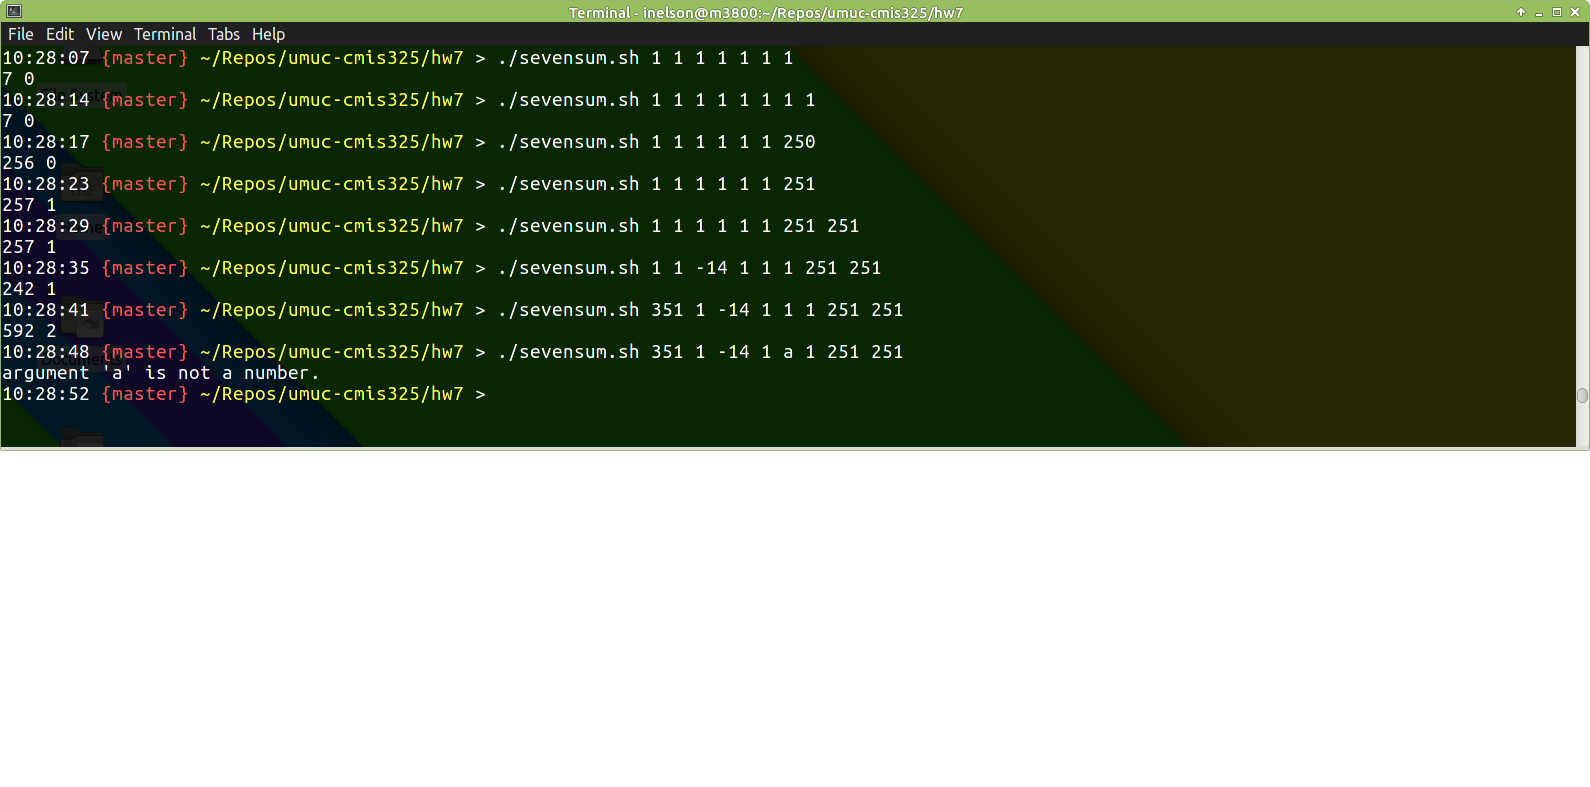 Terminal - inelson@m3800:~/Repos/umuc-cmis325/hw7
File Edit View Terminal Tabs Help
10:28:07 {master} ~/Repos/umuc-cmis325/hw7 > ./sevensum.sh 1 1 1 1 1 1 1
7 0
10:28:14 {master} ~/Repos/umuc-cmis325/hw7 > ./sevensum.sh 1 1 1 1 1 1 1 1
7 0
10:28:17 {master} ~/Repos/umuc-cmis325/hw7 > ./sevensum.sh 1 1 1 1 1 1 250
256 0
10:28:23 {master} ~/Repos/umuc-cmis325/hw7 > ./sevensum.sh 1 1 1 1 1 1 251
257 1
10:28:29 {master} ~/Repos/umuc-cmis325/hw7 > ./sevensum.sh 1 1 1 1 1 1 251 251
257 1
10:28:35 {master} ~/Repos/umuc-cmis325/hw7 > ./sevensum.sh 1 1 -14 1 1 1 251 251
242 1
10:28:41 {master} ~/Repos/umuc-cmis325/hw7 > ./sevensum.sh 351 1 -14 1 1 1 251 251
592 2
10:28:48 {master} ~/Repos/umuc-cmis325/hw7 > ./sevensum.sh 351 1 -14 1 a 1 251 251
argument 'a' is not a number.
10:28:52 {master} ~/Repos/umuc-cmis325/hw7 >